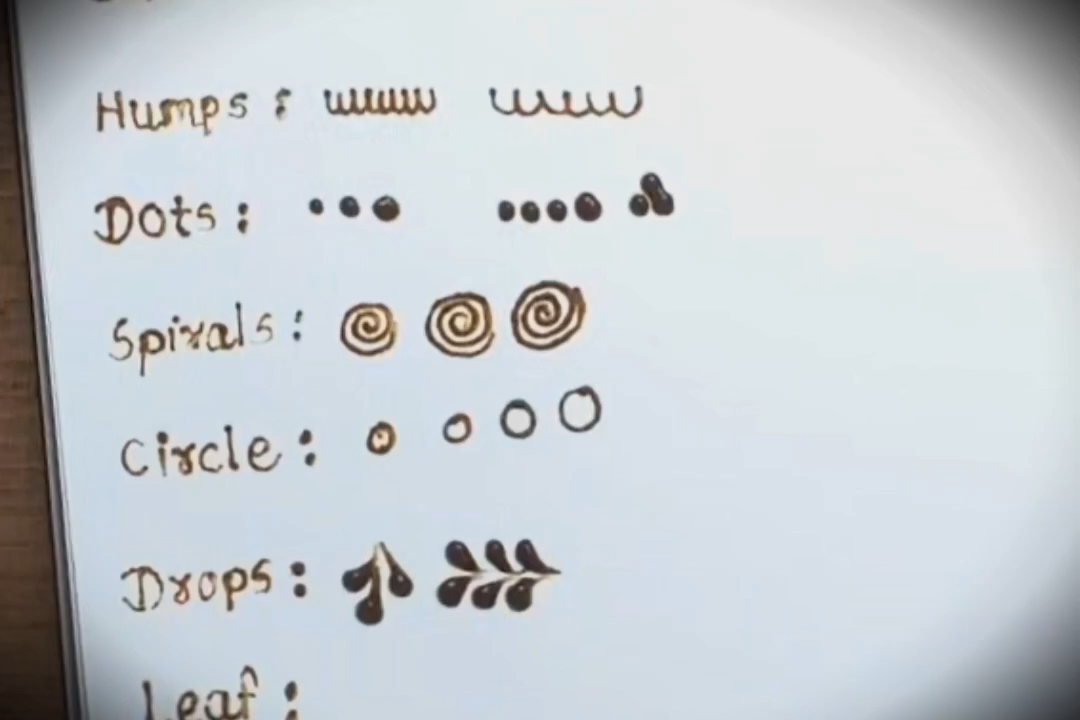 Humps :
Dots :
Spirals :
Circle :
Drops :
Leaf :